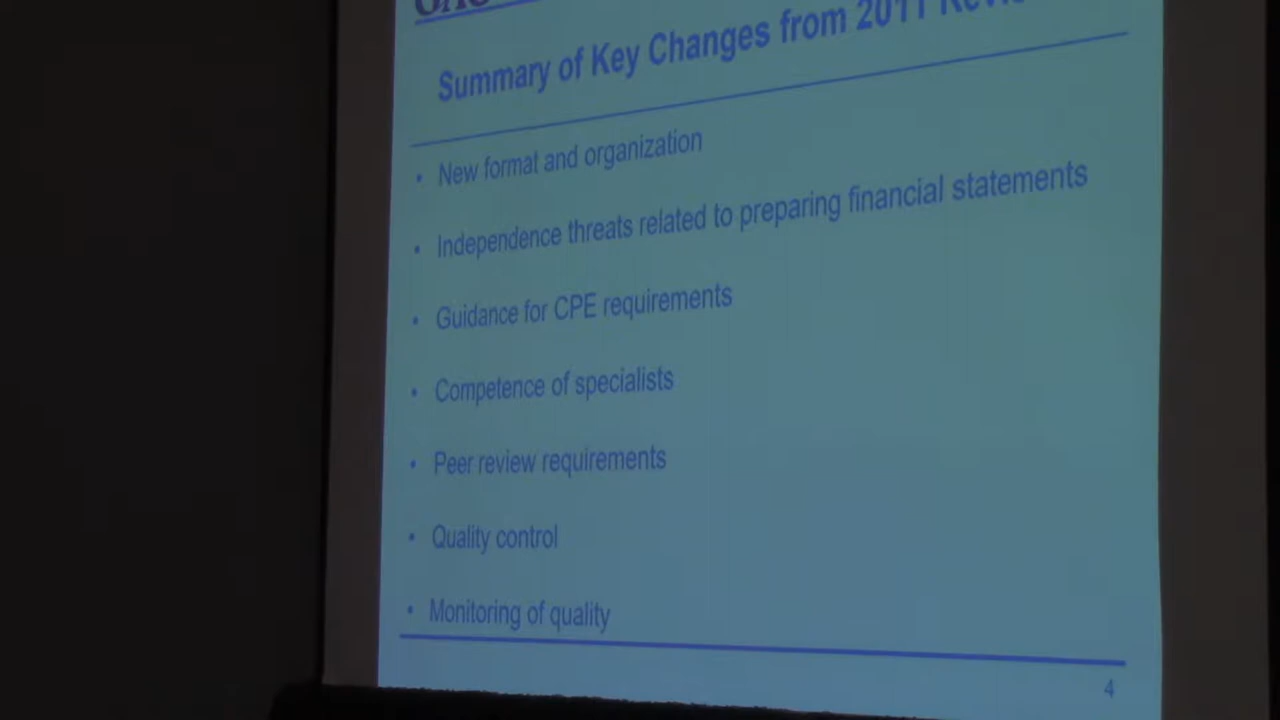 Summary of Key Changes from 2011
• New format and organization
• Independence threats related to preparing financial statements
• Guidance for CPE requirements
• Competence of specialists
• Peer review requirements
• Quality control
• Monitoring of quality
4